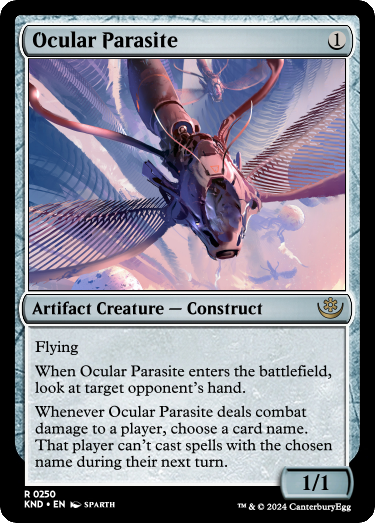 Ocular Parasite 1
Artifact Creature — Construct
Flying
When Ocular Parasite enters the battlefield,
look at target opponent's hand.
Whenever Ocular Parasite deals combat
damage to a player, choose a card name.
That player can't cast spells with the chosen
name during their next turn.
1/1
R 0250
KND • EN SPARTH
™ & © 2024 CanterburyEgg